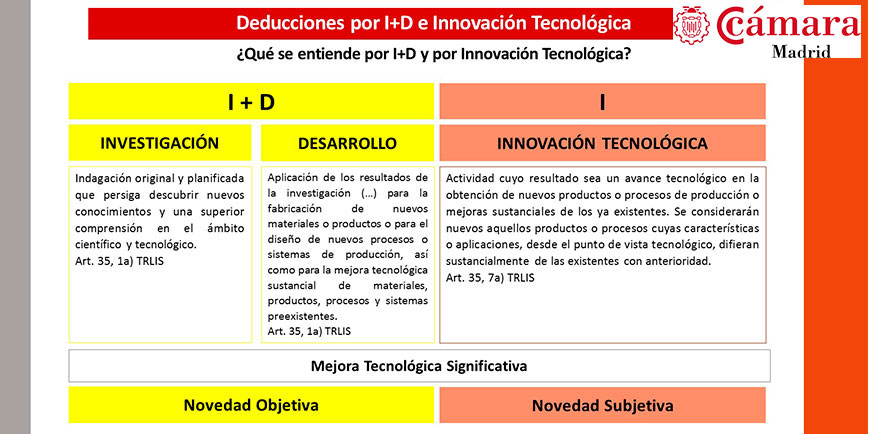 Deducciones por I+D e Innovación Tecnológica
Cámara
Madrid
¿Qué se entiende por I+D y por Innovación Tecnológica?
I + D
I
INVESTIGACIÓN
DESARROLLO
INNOVACIÓN TECNOLÓGICA
Indagación original y planificada
que persiga descubrir nuevos
conocimientos y una superior
comprensión en el ámbito
científico y tecnológico.
Art. 35, 1a) TRLIS
Aplicación de los resultados de
la investigación (...) para la
fabricación de nuevos
materiales o productos o para el
diseño de nuevos procesos o
sistemas de producción, así
como para la mejora tecnológica
sustancial de materiales,
productos, procesos y sistemas
preexistentes.
Art. 35, 1a) TRLIS
Actividad cuyo resultado sea un avance tecnológico en la
obtención de nuevos productos o procesos de producción o
mejoras sustanciales de los ya existentes. Se considerarán
nuevos aquellos productos o procesos cuyas características
o aplicaciones, desde el punto de vista tecnológico, difieran
sustancialmente de las existentes con anterioridad.
Art. 35, 7a) TRLIS
Mejora Tecnológica Significativa
Novedad Objetiva
Novedad Subjetiva